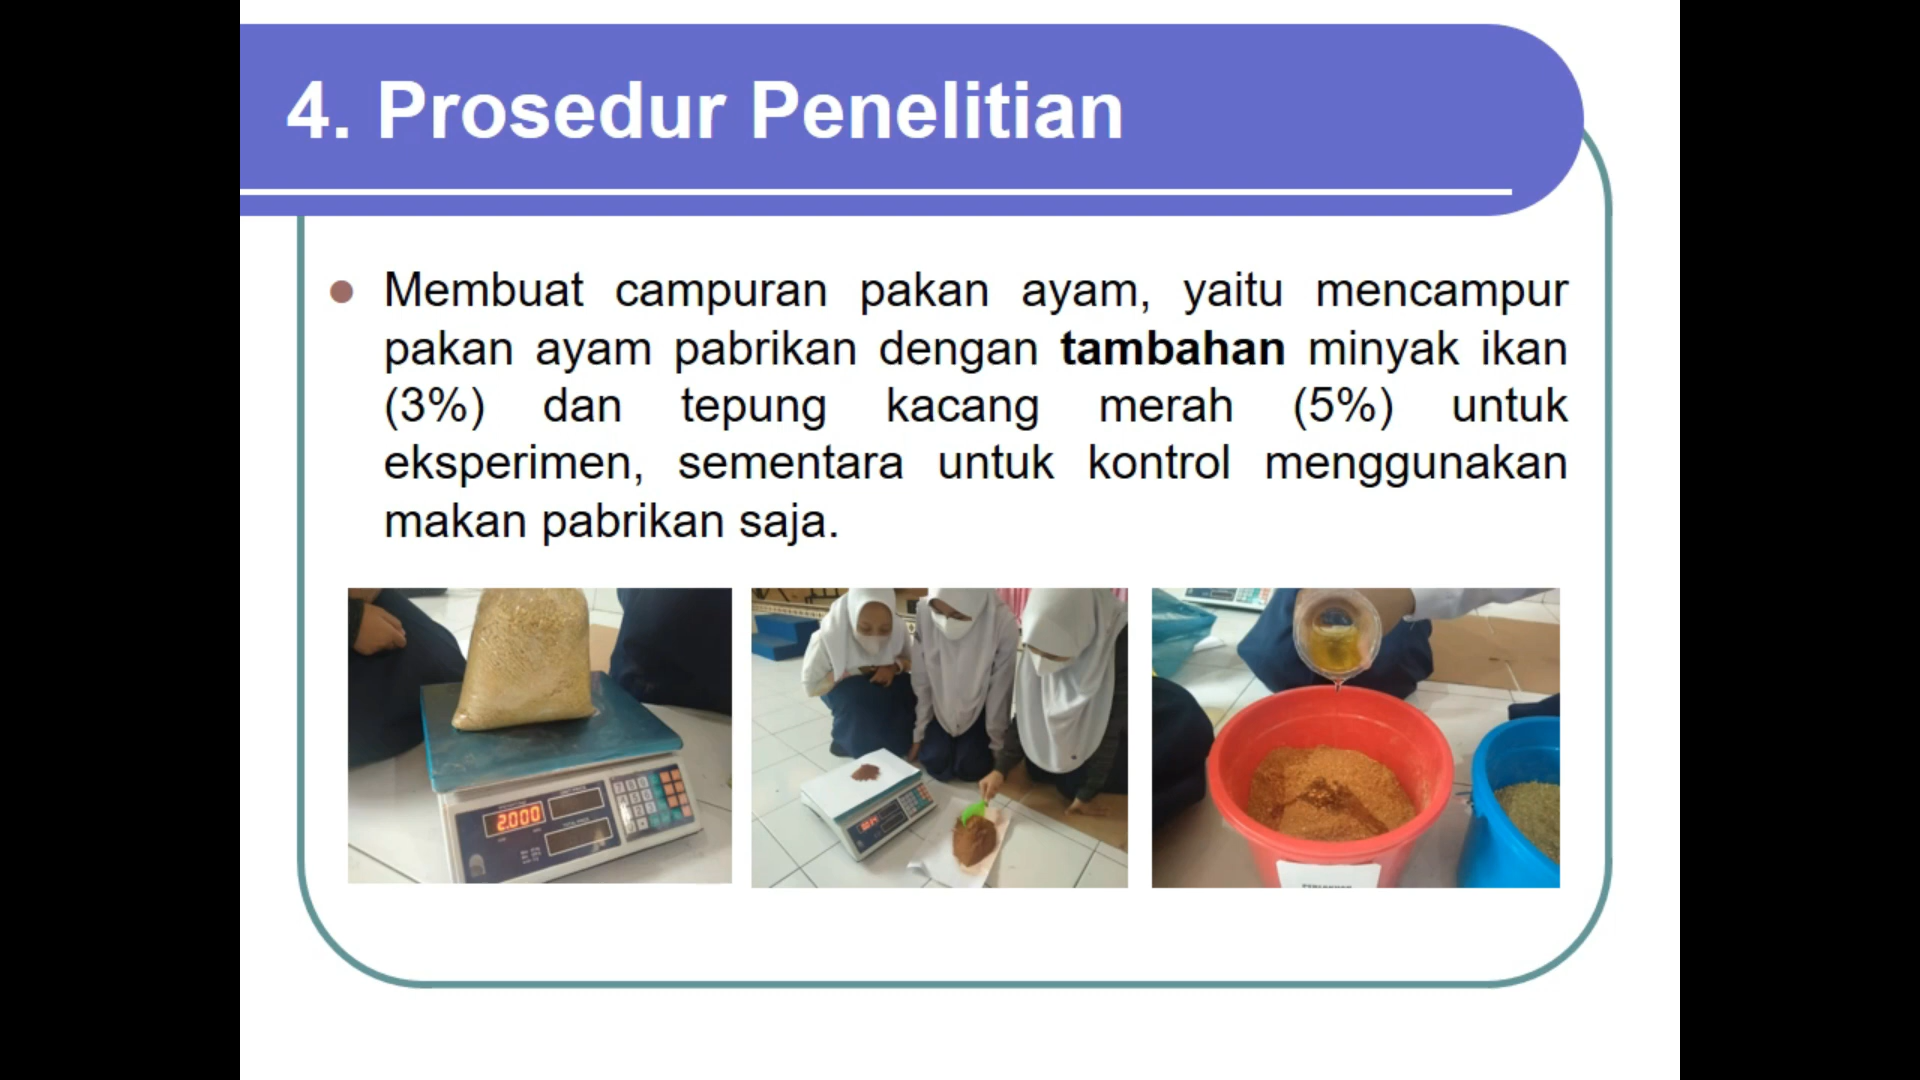 4. Prosedur Penelitian
Membuat campuran pakan ayam, yaitu mencampur
pakan ayam pabrikan dengan tambahan minyak ikan
(3%) dan tepung kacang merah (5%) untuk
eksperimen, sementara untuk kontrol menggunakan
makan pabrikan saja.
2.000